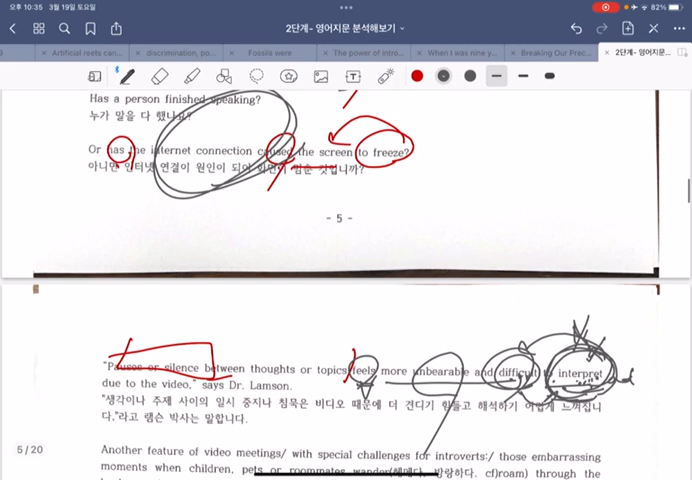 오후 10:35 3월 19일 토요일
82%
2단계- 영어지문 분석해보기
Artificial reets can...
discrimination, po...
Fossils were
The power of intro...
When I was nine y...
Breaking Our Prec...
2단계- 영어지문...
Has a person finished speaking?
누가 말을 다 했나요?
Or has the internet connection caused the screen to freeze?
아니면 인터넷 연결이 원인이 되어 화면이 멈춘 것입니까?
- 5 -
"Pauses or silence between thoughts or topics feels more unbearable and difficult to interpret
due to the video," says Dr. Lamson.
"생각이나 주제 사이의 일시 중지나 침묵은 비디오 때문에 더 견디기 힘들고 해석하기 어렵게 느껴집니
다,"라고 램슨 박사는 말합니다.
5 / 20
Another feature of video meetings/ with special challenges for introverts:/ those embarrassing
moments when children, pets or roommates wander(헤매다, 방랑하다. cf)roam) through the